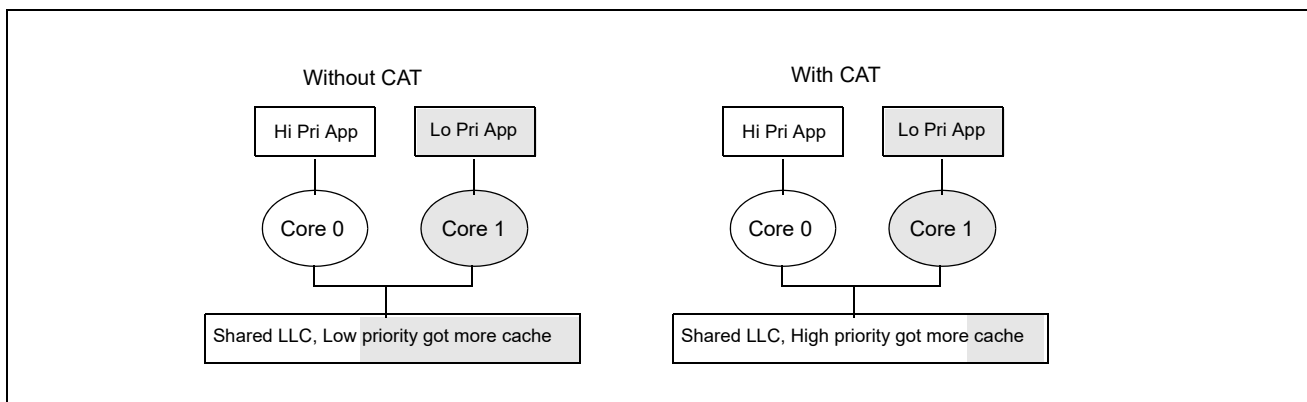 Without CAT
Hi Pri App
Lo Pri App
Core 0
Core 1
Shared LLC, Low priority got more cache
With CAT
Hi Pri App
Lo Pri App
Core 0
Core 1
Shared LLC, High priority got more cache